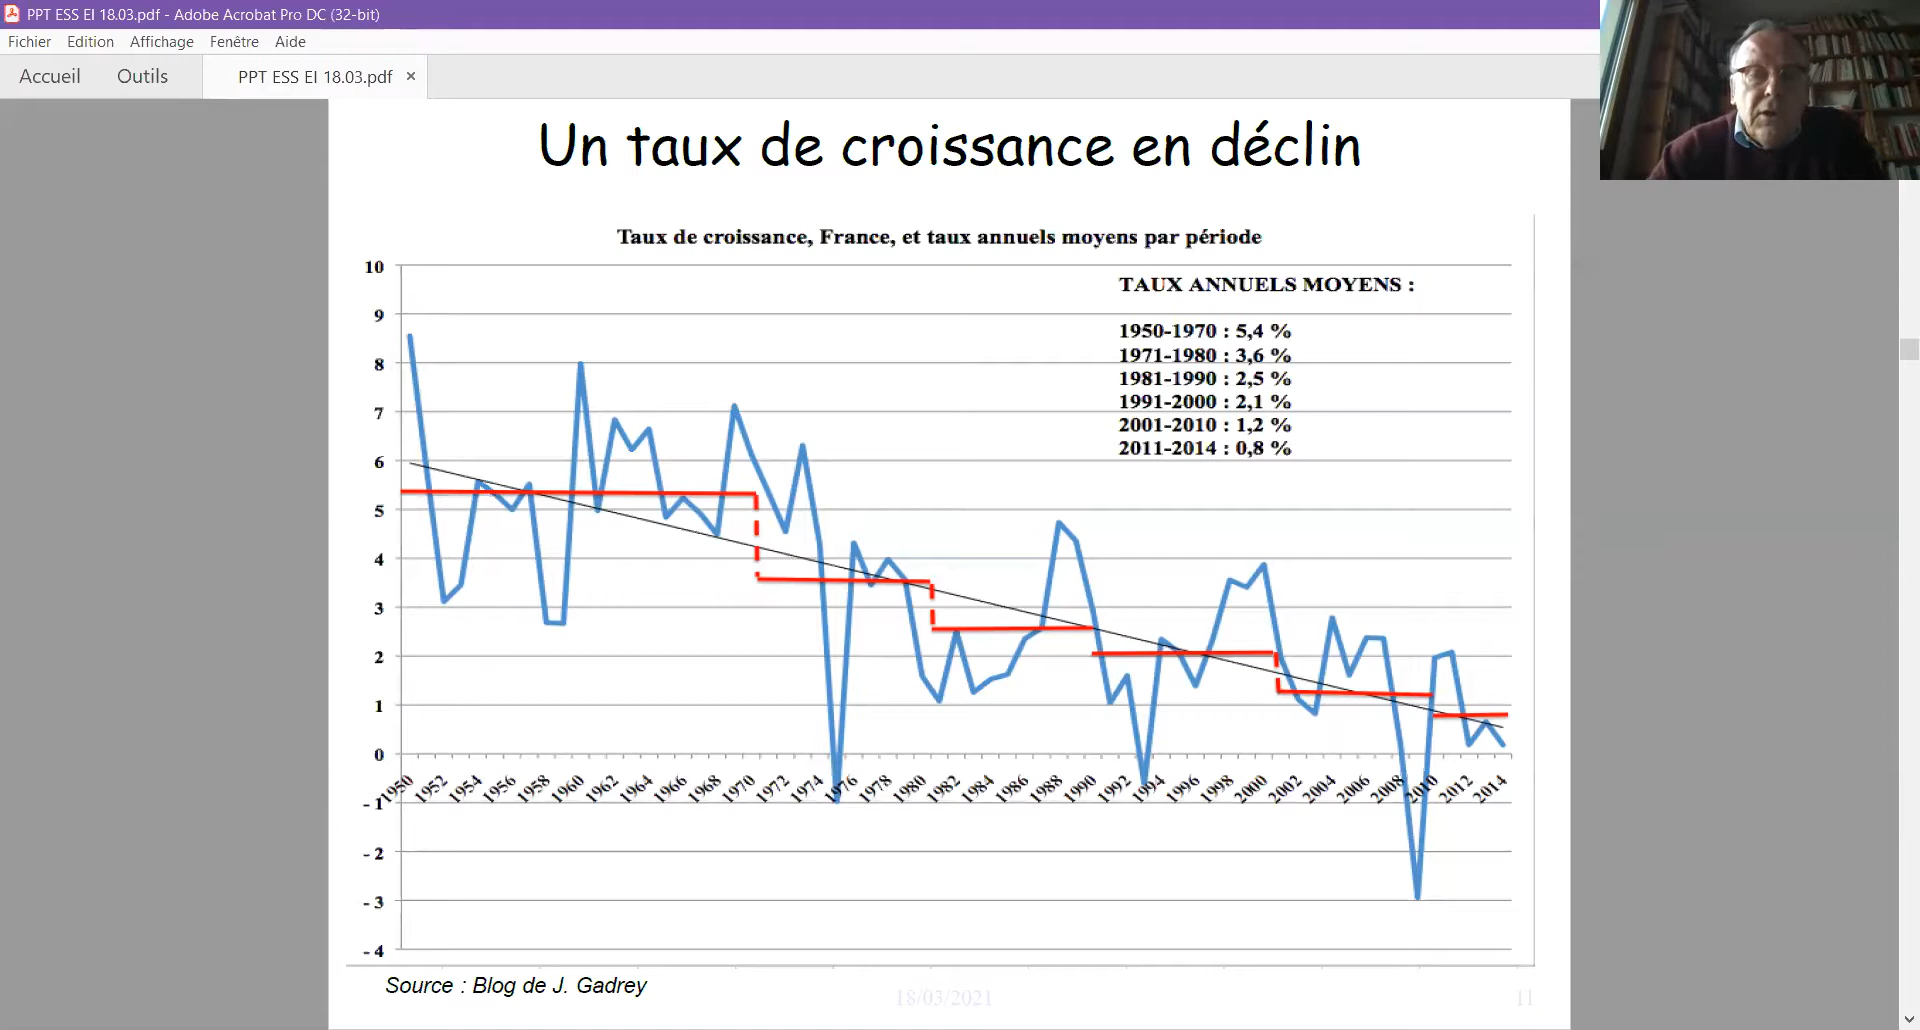 PPT ESS EI 18.03.pdf - Adobe Acrobat Pro DC (32-bit)
Fichier Edition Affichage Fenêtre Aide
Accueil Outils PPT ESS EI 18.03.pdf ×
Un taux de croissance en déclin
Taux de croissance, France, et taux annuels moyens par période
TAUX ANNUELS MOYENS :
1950-1970 : 5,4 %
1971-1980 : 3,6 %
1981-1990 : 2,5 %
1991-2000 : 2,1 %
2001-2010 : 1,2 %
2011-2014 : 0,8 %
10
9
8
7
6
5
4
3
2
1
0
- 1
- 2
- 3
- 4
1950 1952 1954 1956 1958 1960 1962 1964 1966 1968 1970 1972 1974 1976 1978 1980 1982 1984 1986 1988 1990 1992 1994 1996 1998 2000 2002 2004 2006 2008 2010 2012 2014
Source : Blog de J. Gadrey
18/03/2021
11